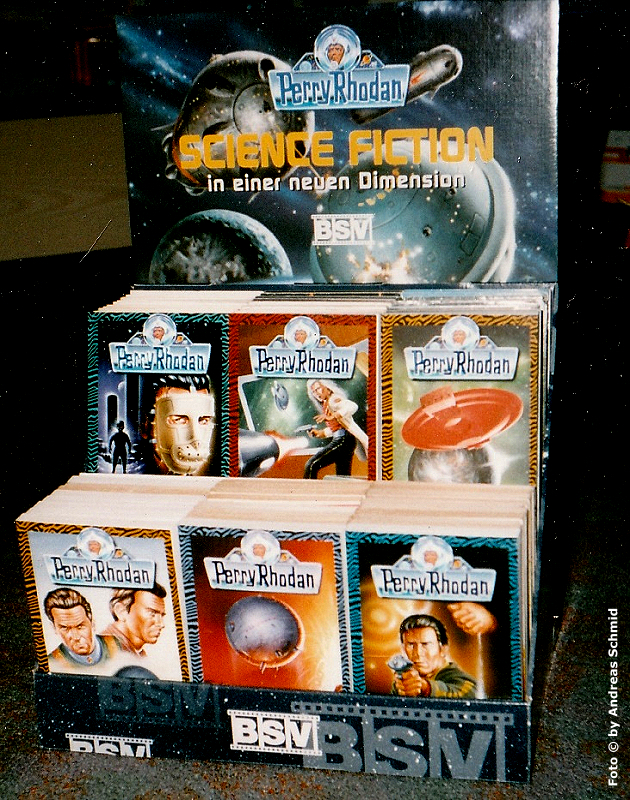 Perry Rhodan
SCIENCE FICTION
in einer neuen Dimension
BSV
Perry Rhodan
Perry Rhodan
Perry Rhodan
Perry Rhodan
Perry Rhodan
Perry Rhodan
BSV
BSV
BSV
BSV
Foto © by Andreas Schmid